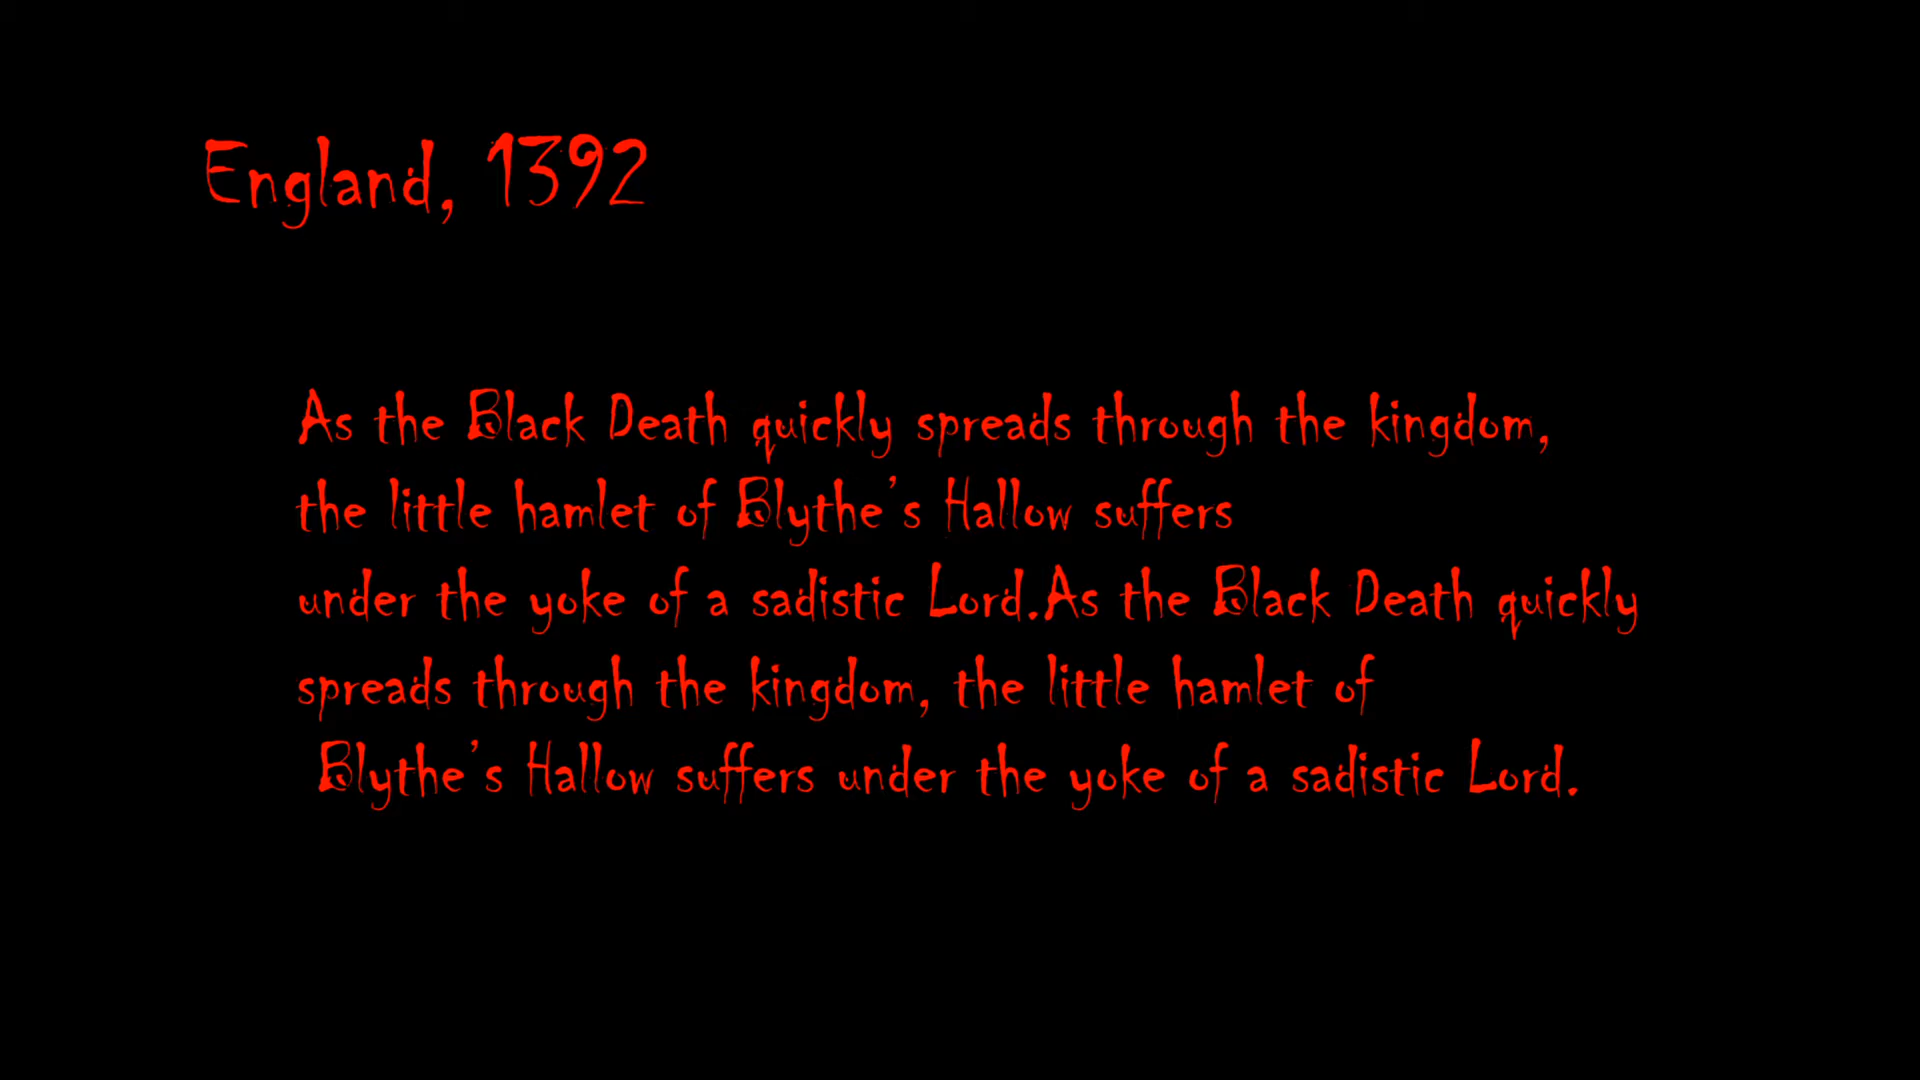 England, 1392
As the Black Death quickly spreads through the kingdom,
the little hamlet of Blythe's Hallow suffers
under the yoke of a sadistic Lord.As the Black Death quickly
spreads through the kingdom, the little hamlet of
Blythe's Hallow suffers under the yoke of a sadistic Lord.